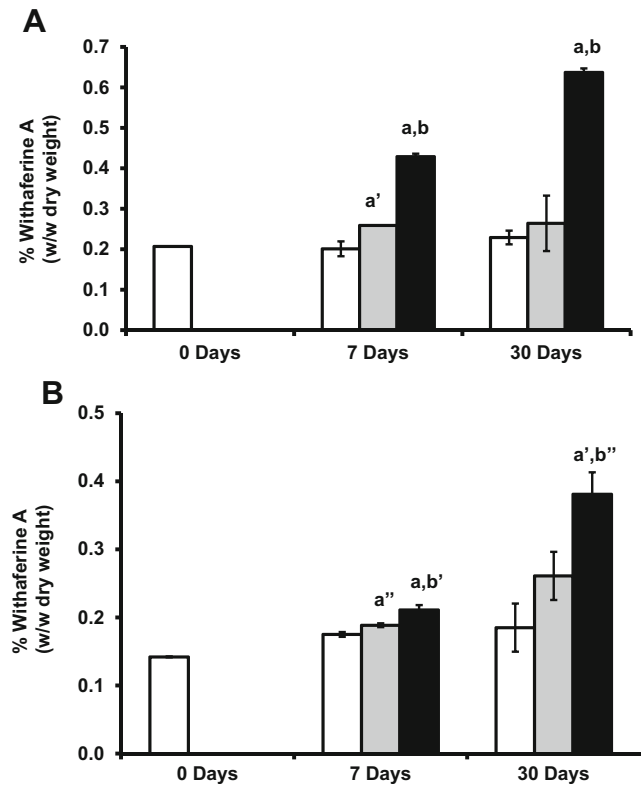 A
% Withaferine A
(w/w dry weight)
0.7
0.6
0.5
0.4
0.3
0.2
0.1
0.0
a'
a,b
a,b
0 Days
7 Days
30 Days
B
% Withaferine A
(w/w dry weight)
0.5
0.4
0.3
0.2
0.1
0.0
a''
a,b'
a',b''
0 Days
7 Days
30 Days